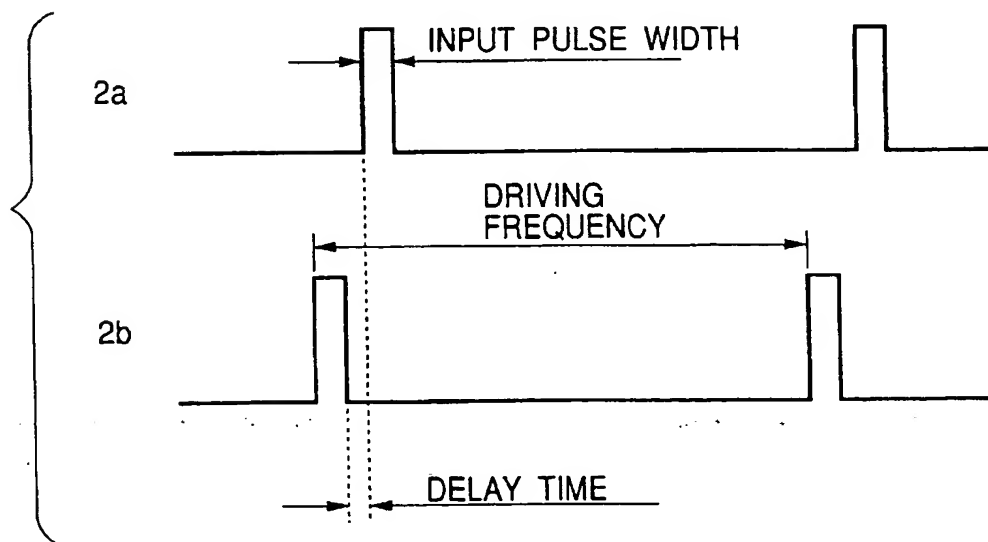 INPUT PULSE WIDTH
2a
DRIVING
FREQUENCY
2b
DELAY TIME